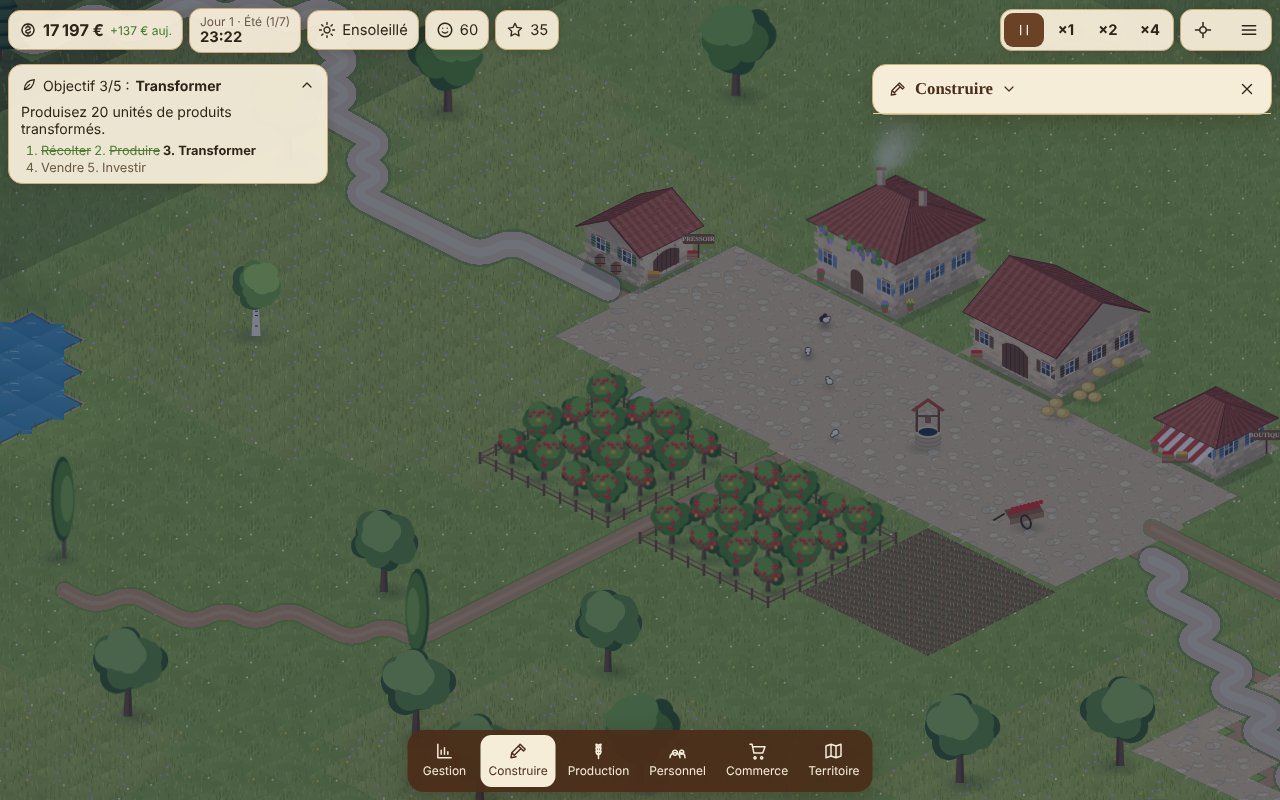 17 197 € +137 € auj.
Jour 1 · Été (1/7)
23:22
Ensoleillé
60
35
×1
×2
×4
Objectif 3/5 : Transformer
Produisez 20 unités de produits
transformés.
1. Récolter 2. Produire 3. Transformer
4. Vendre 5. Investir
Construire
PRESSOIR
BOUTIQU
Gestion
Construire
Production
Personnel
Commerce
Territoire